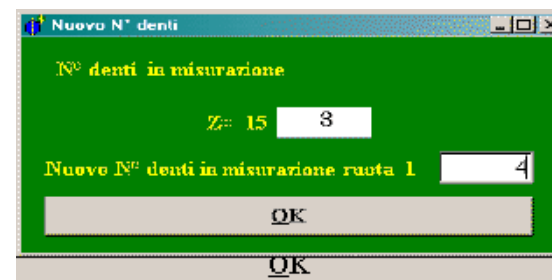 Nuovo N° denti
N° denti in misurazione
Z= 15 3
Nuovo N° denti in misurazione ruota 1 4
OK
OK